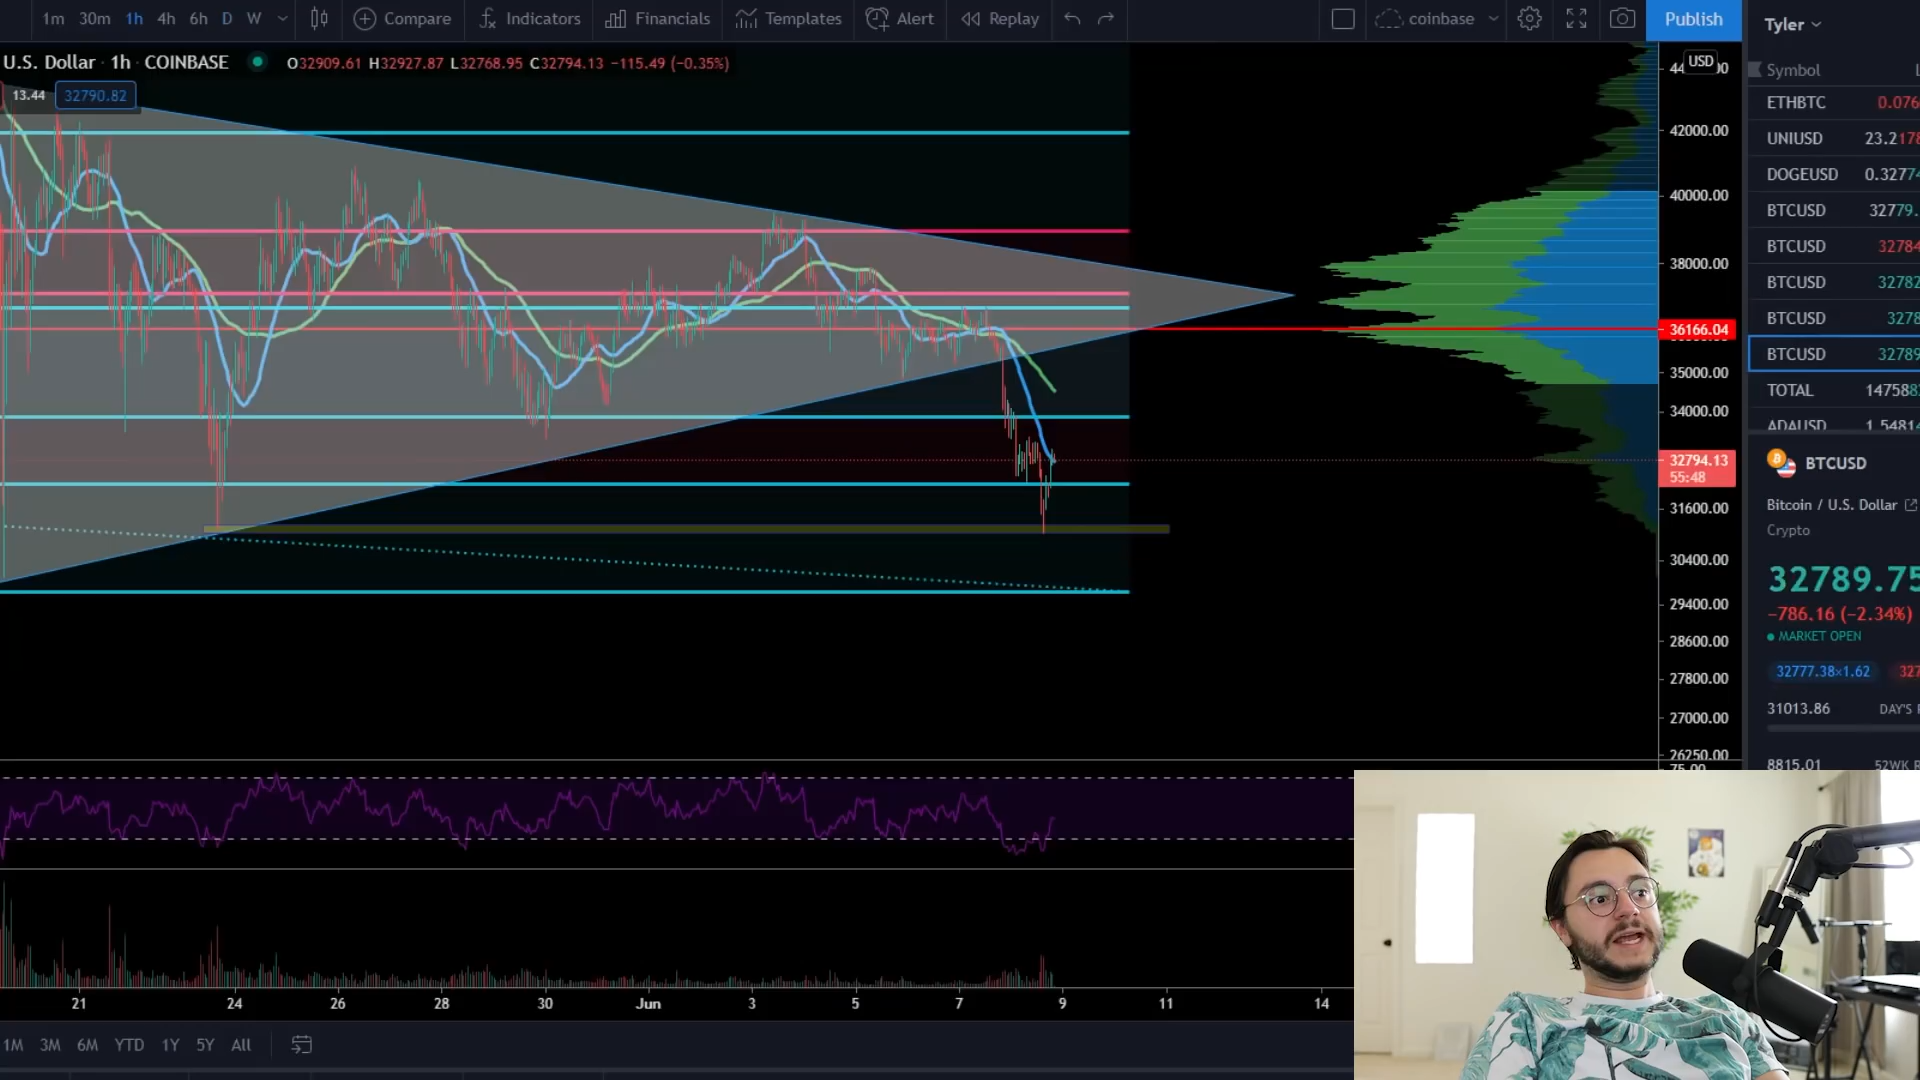 1m 30m 1h 4h 6h D W Compare Indicators Financials Templates Alert Replay coinbase Publish
Tyler
U.S. Dollar · 1h · COINBASE O32909.61 H32927.87 L32768.95 C32794.13 −115.49 (−0.35%)
13.44 32790.82
USD
42000.00
40000.00
38000.00
36166.04
35000.00
34000.00
32794.13
55:48
31600.00
30400.00
29400.00
28600.00
27800.00
27000.00
26250.00
75.00
Symbol L
ETHBTC 0.076
UNIUSD 23.2178
DOGEUSD 0.32774
BTCUSD 32779.
BTCUSD 32784
BTCUSD 32782
BTCUSD 3278
BTCUSD 32789
TOTAL 147588
ADAUSD 1.5481
BTCUSD
Bitcoin / U.S. Dollar
Crypto
32789.75
−786.16 (−2.34%)
MARKET OPEN
32777.38×1.62 327
31013.86 DAY'S R
8815.01 52WK R
21 24 26 28 30 Jun 3 5 7 9 11 14
1M 3M 6M YTD 1Y 5Y All